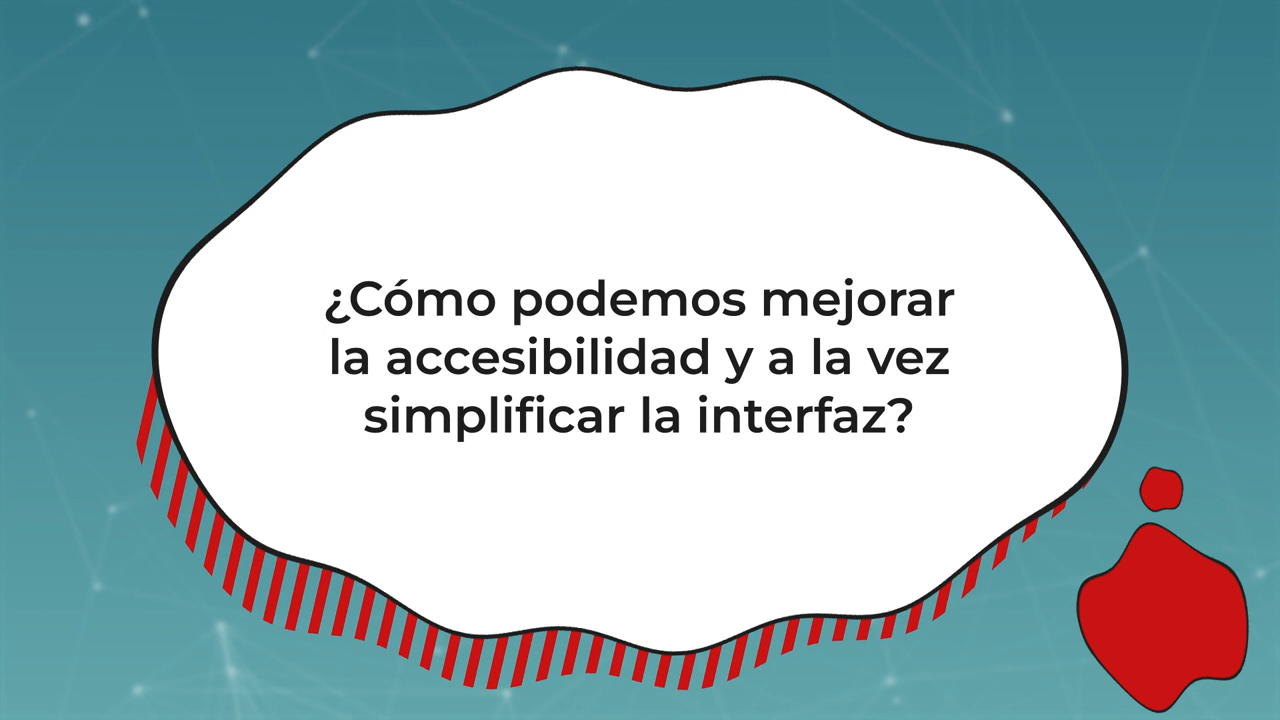 ¿Cómo podemos mejorar
la accesibilidad y a la vez
simplificar la interfaz?